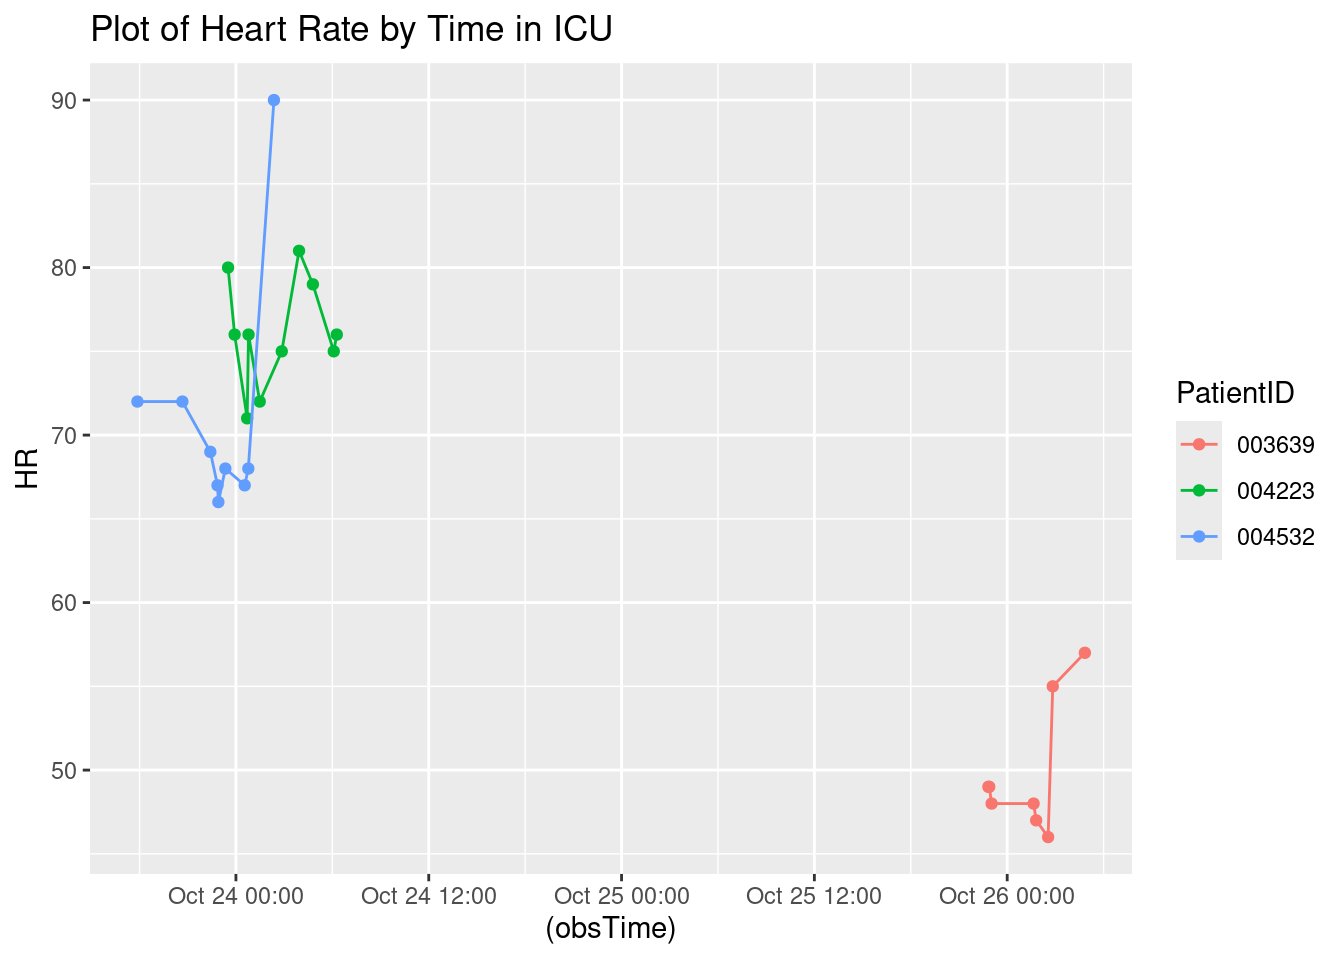 Plot of Heart Rate by Time in ICU
90
80
70
60
50
HR
Oct 24 00:00
Oct 24 12:00
Oct 25 00:00
Oct 25 12:00
Oct 26 00:00
(obsTime)
PatientID
003639
004223
004532